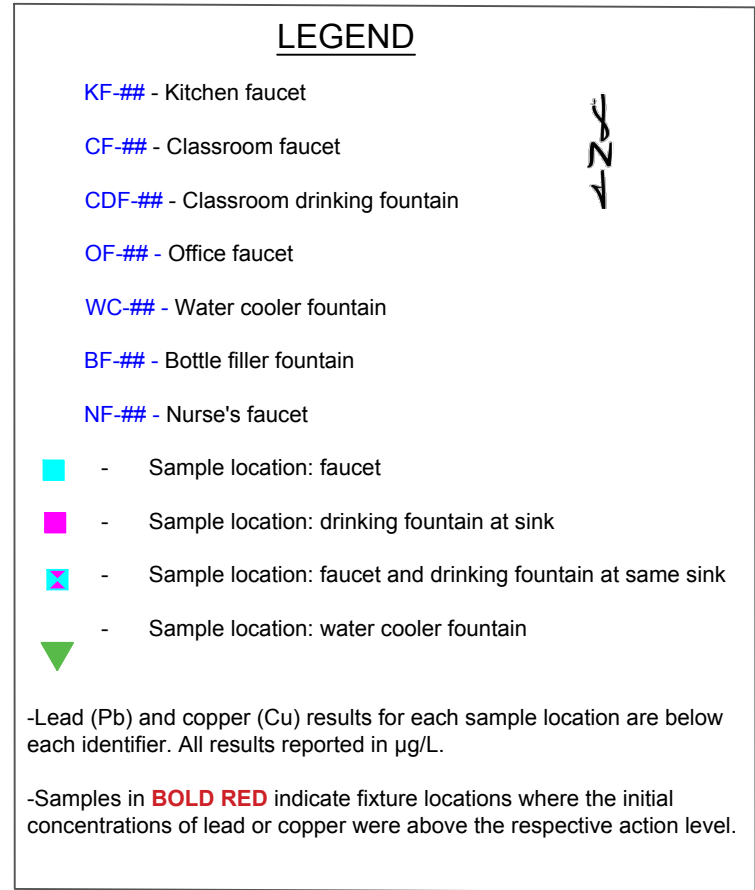 LEGEND
KF-## - Kitchen faucet
CF-## - Classroom faucet
CDF-## - Classroom drinking fountain
OF-## - Office faucet
WC-## - Water cooler fountain
BF-## - Bottle filler fountain
NF-## - Nurse's faucet
- Sample location: faucet
- Sample location: drinking fountain at sink
- Sample location: faucet and drinking fountain at same sink
- Sample location: water cooler fountain
-Lead (Pb) and copper (Cu) results for each sample location are below
each identifier. All results reported in µg/L.
-Samples in BOLD RED indicate fixture locations where the initial
concentrations of lead or copper were above the respective action level.
N